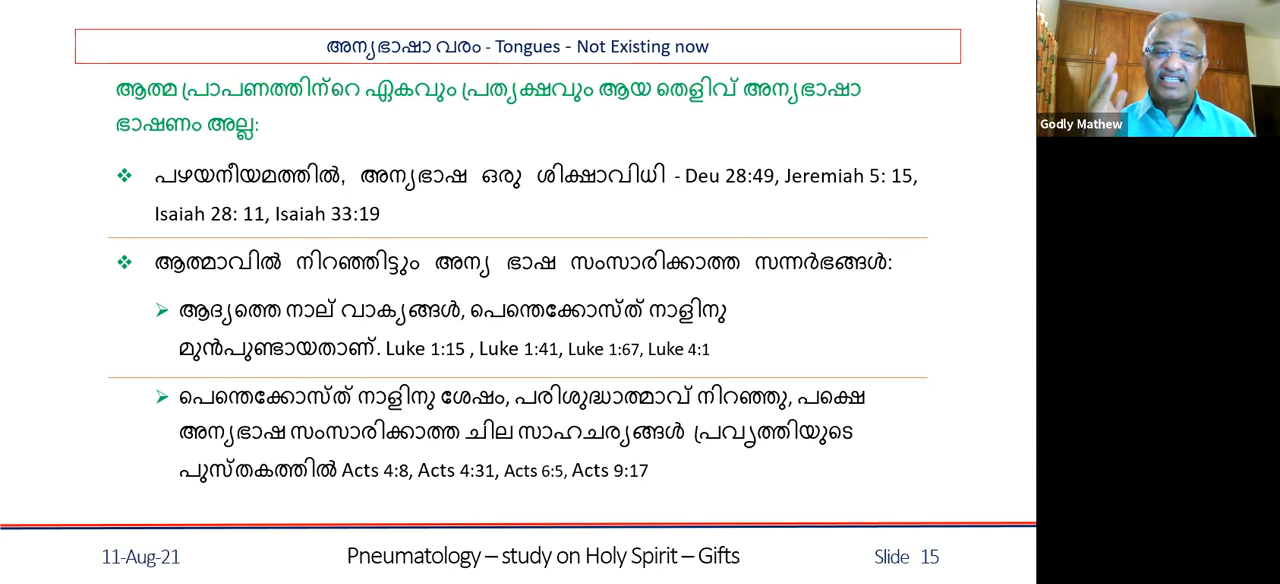 അന്യഭാഷാ വരം - Tongues - Not Existing now
ആത്മ പ്രാപണത്തിന്റെ ഏകവും പ്രത്യക്ഷവും ആയ തെളിവ് അന്യഭാഷാ
ഭാഷണം അല്ല:
❖ പഴയനീയമത്തിൽ, അന്യഭാഷ ഒരു ശിക്ഷാവിധി - Deu 28:49, Jeremiah 5: 15,
Isaiah 28: 11, Isaiah 33:19
❖ ആത്മാവിൽ നിറഞ്ഞിട്ടും അന്യ ഭാഷ സംസാരിക്കാത്ത സന്നർഭങ്ങൾ:
➢ ആദ്യത്തെ നാല് വാക്യങ്ങൾ, പെന്തെക്കോസ്ത് നാളിനു
മുൻപുണ്ടായതാണ്. Luke 1:15 , Luke 1:41, Luke 1:67, Luke 4:1
➢ പെന്തെക്കോസ്ത് നാളിനു ശേഷം, പരിശുദ്ധാത്മാവ് നിറഞ്ഞു, പക്ഷെ
അന്യഭാഷ സംസാരിക്കാത്ത ചില സാഹചര്യങ്ങൾ പ്രവൃത്തിയുടെ
പുസ്തകത്തിൽ Acts 4:8, Acts 4:31, Acts 6:5, Acts 9:17
11-Aug-21 Pneumatology – study on Holy Spirit – Gifts Slide 15
Godly Mathew